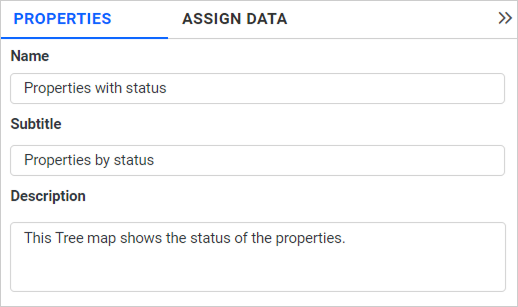 PROPERTIES ASSIGN DATA
Name
Properties with status
Subtitle
Properties by status
Description
This Tree map shows the status of the properties.